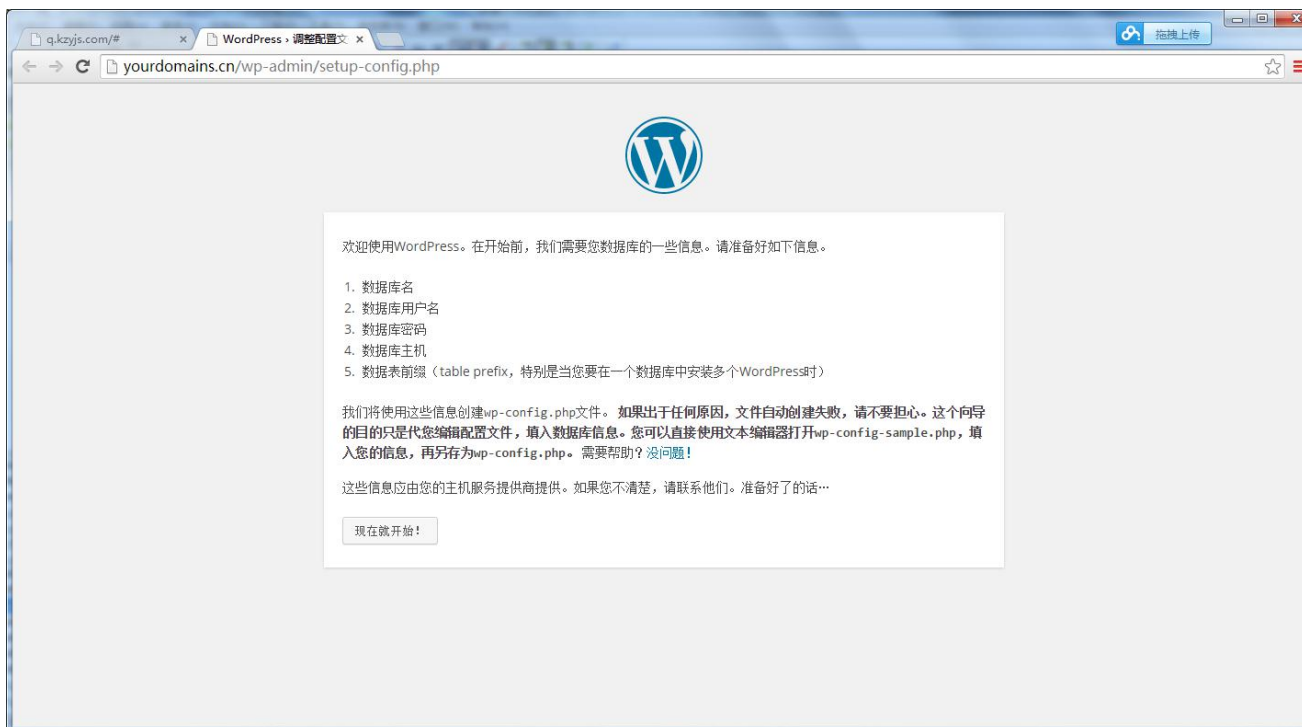 q.kzyjs.com/#
WordPress › 调整配置文
拖拽上传
yourdomains.cn/wp-admin/setup-config.php
欢迎使用WordPress。在开始前，我们需要您数据库的一些信息。请准备好如下信息。
1. 数据库名
2. 数据库用户名
3. 数据库密码
4. 数据库主机
5. 数据表前缀（table prefix，特别是当您要在一个数据库中安装多个WordPress时）
我们将使用这些信息创建wp-config.php文件。 如果出于任何原因，文件自动创建失败，请不要担心。这个向导
的目的只是代您编辑配置文件，填入数据库信息。您可以直接使用文本编辑器打开wp-config-sample.php，填
入您的信息，再另存为wp-config.php。 需要帮助？没问题！
这些信息应由您的主机服务提供商提供。如果您不清楚，请联系他们。准备好了的话…
现在就开始！